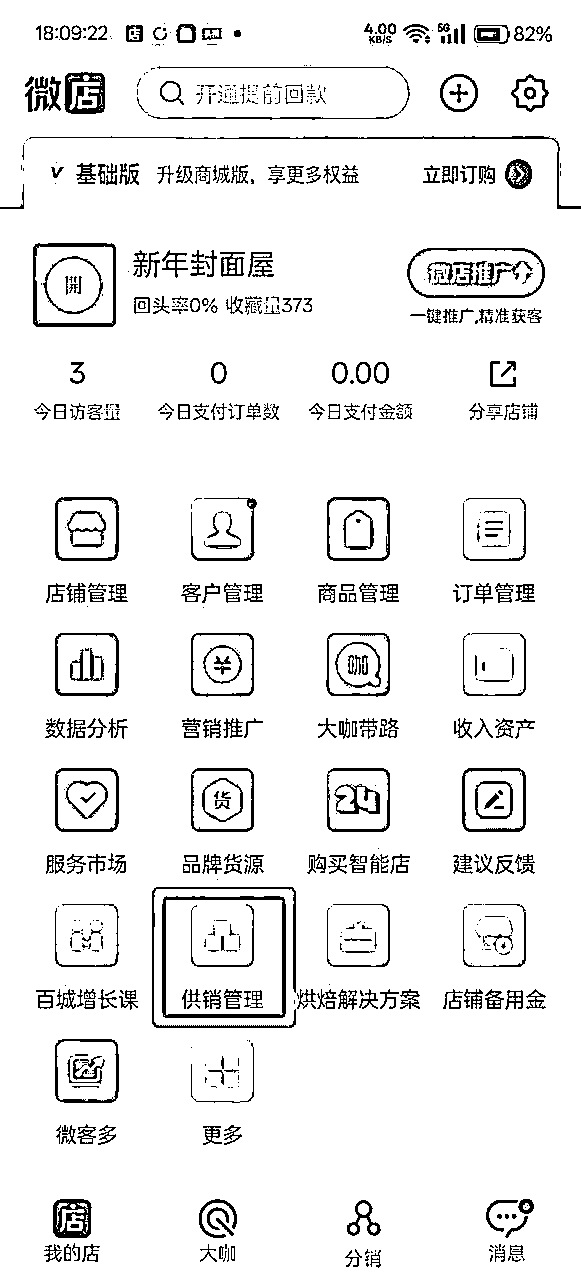 18:09:22 4.00 KB/S 5G 82%
微店 开通提前回款
基础版 升级商城版，享更多权益 立即订购
開 新年封面屋 微店推广
回头率0% 收藏量373 一键推广,精准获客
3 0 0.00
今日访客量 今日支付订单数 今日支付金额 分享店铺
店铺管理 客户管理 商品管理 订单管理
咖
数据分析 营销推广 大咖带路 收入资产
货 24
服务市场 品牌货源 购买智能店 建议反馈
百城增长课 供销管理 烘焙解决方案 店铺备用金
微客多 更多
店
我的店 大咖 分销 消息